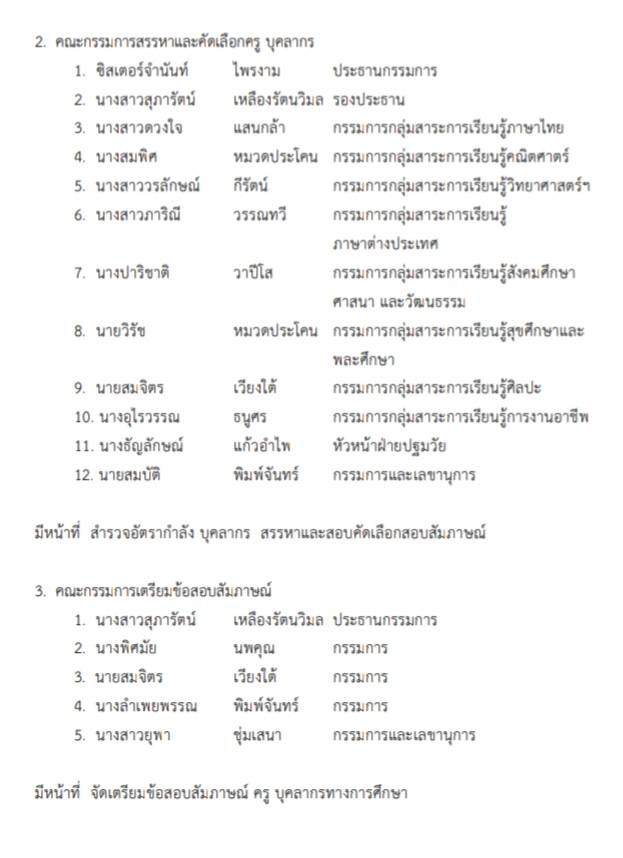 2. คณะกรรมการสรรหาและคัดเลือกครู บุคลากร
1. ซิสเตอร์จำนันท์ ไพรงาม ประธานกรรมการ
2. นางสาวสุภารัตน์ เหลืองรัตนวิมล รองประธาน
3. นางสาวดวงใจ แสนกล้า กรรมการกลุ่มสาระการเรียนรู้ภาษาไทย
4. นางสมพิศ หมวดประโคน กรรมการกลุ่มสาระการเรียนรู้คณิตศาตร์
5. นางสาววรลักษณ์ กีรัตน์ กรรมการกลุ่มสาระการเรียนรู้วิทยาศาสตร์ฯ
6. นางสาวภาริณี วรรณทวี กรรมการกลุ่มสาระการเรียนรู้
ภาษาต่างประเทศ
7. นางปาริชาติ วาปีโส กรรมการกลุ่มสาระการเรียนรู้สังคมศึกษา
ศาสนา และวัฒนธรรม
8. นายวิรัช หมวดประโคน กรรมการกลุ่มสาระการเรียนรู้สุขศึกษาและ
พละศึกษา
9. นายสมจิตร เวียงใต้ กรรมการกลุ่มสาระการเรียนรู้ศิลปะ
10. นางอุไรวรรณ ธนูศร กรรมการกลุ่มสาระการเรียนรู้การงานอาชีพ
11. นางธัญลักษณ์ แก้วอำไพ หัวหน้าฝ่ายปฐมวัย
12. นายสมบัติ พิมพ์จันทร์ กรรมการและเลขานุการ
มีหน้าที่ สำรวจอัตรากำลัง บุคลากร สรรหาและสอบคัดเลือกสอบสัมภาษณ์
3. คณะกรรมการเตรียมข้อสอบสัมภาษณ์
1. นางสาวสุภารัตน์ เหลืองรัตนวิมล ประธานกรรมการ
2. นางพิศมัย นพคุณ กรรมการ
3. นายสมจิตร เวียงใต้ กรรมการ
4. นางลำเพยพรรณ พิมพ์จันทร์ กรรมการ
5. นางสาวยุพา ชุ่มเสนา กรรมการและเลขานุการ
มีหน้าที่ จัดเตรียมข้อสอบสัมภาษณ์ ครู บุคลากรทางการศึกษา